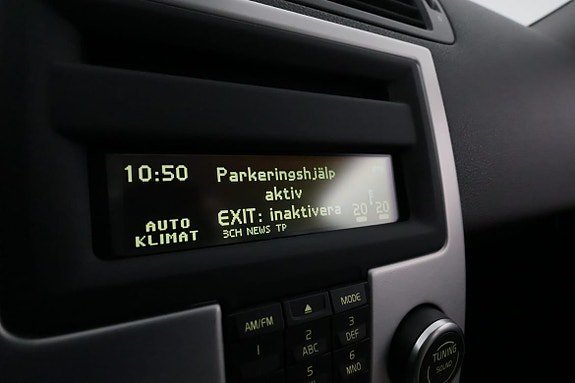 10:50 Parkeringshjälp
aktiv
EXIT: inaktivera
AUTO
KLIMAT
3CH NEWS TP
20 20
AM/FM
MODE
1
2
ABC
3
DEF
5
6
MNO
TUNING
SOUND